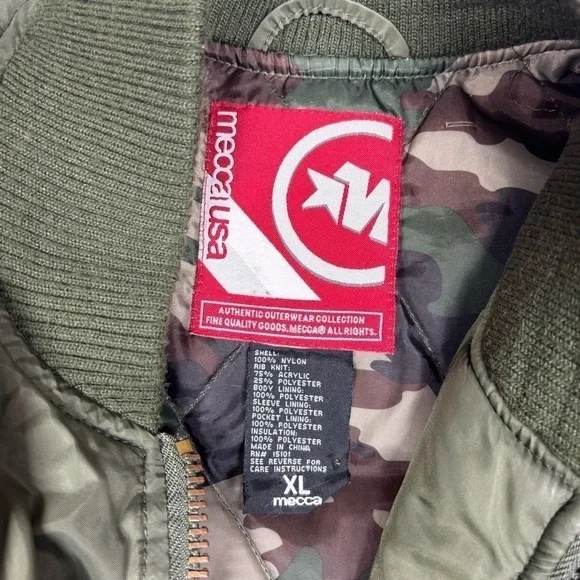 mecca usa
M
AUTHENTIC OUTERWEAR COLLECTION
FINE QUALITY GOODS. MECCA® ALL RIGHTS.
SHELL:
100% NYLON
RIB KNIT:
75% ACRYLIC
25% POLYESTER
BODY LINING:
100% POLYESTER
SLEEVE LINING:
100% POLYESTER
POCKET LINING:
100% POLYESTER
INSULATION:
100% POLYESTER
MADE IN CHINA
RN# 15101
SEE REVERSE FOR
CARE INSTRUCTIONS
XL
mecca